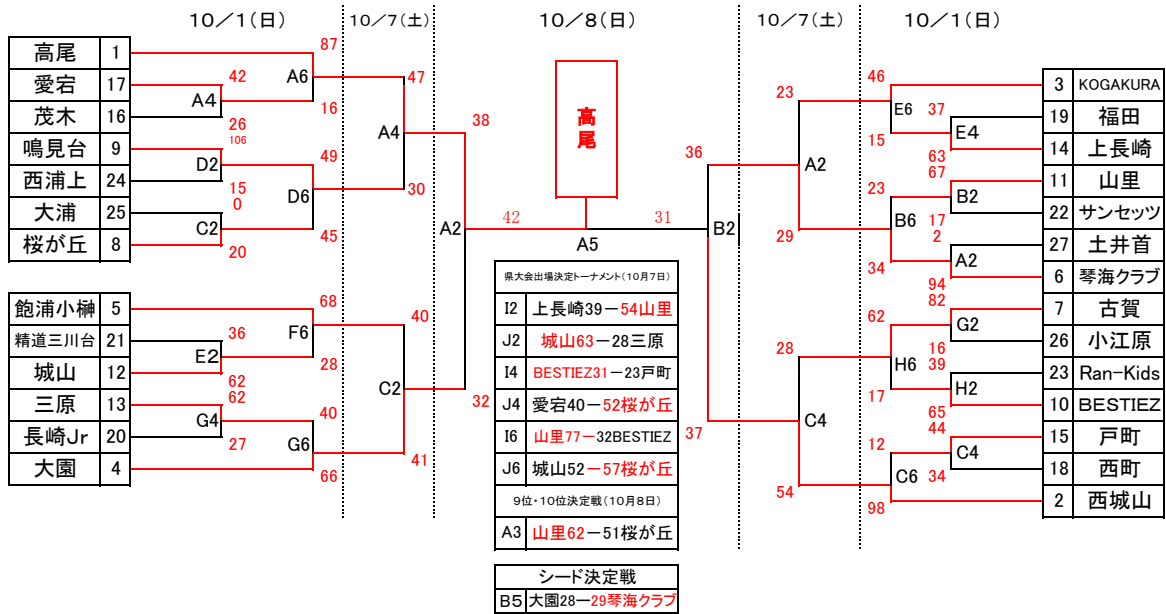 10／1(日) 10／7(土) 10／8(日) 10／7(土) 10／1(日)
高尾 1
愛宕 17
茂木 16
鳴見台 9
西浦上 24
大浦 25
桜が丘 8
飽浦小榊 5
精道三川台 21
城山 12
三原 13
長崎Jr 20
大園 4
87
42
A6
A4
16
26
106
49
D2
15
0
D6
C2
45
20
68
36
F6
E2
28
62
62
40
G4
27
G6
66
47
A4
30
40
C2
41
38
A2
32
高尾
42 31
A5
県大会出場決定トーナメント(10月7日)
I2 上長崎39－54山里
J2 城山63－28三原
I4 BESTIEZ31－23戸町
J4 愛宕40－52桜が丘
I6 山里77－32BESTIEZ
J6 城山52－57桜が丘
9位・10位決定戦(10月8日)
A3 山里62－51桜が丘
シード決定戦
B5 大園28－29琴海クラブ
36
B2
37
23
A2
29
28
C4
54
46
E6 37
15 E4
63
67
23
B2
B6 17
2
34 A2
94
82
62
G2
16
H6 39
17 H2
65
44
12
C4
C6 34
98
3 KOGAKURA
19 福田
14 上長崎
11 山里
22 サンセッツ
27 土井首
6 琴海クラブ
7 古賀
26 小江原
23 Ran-Kids
10 BESTIEZ
15 戸町
18 西町
2 西城山